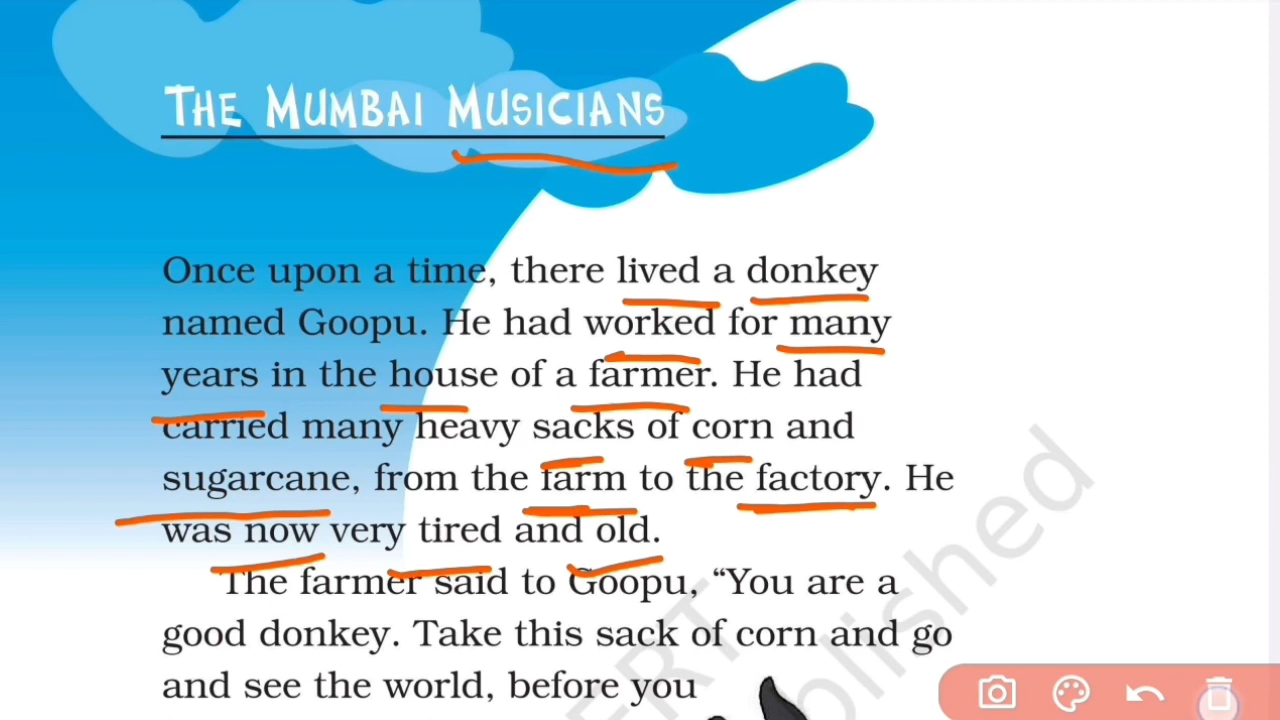 THE MUMBAI MUSICIANS
Once upon a time, there lived a donkey
named Goopu. He had worked for many
years in the house of a farmer. He had
carried many heavy sacks of corn and
sugarcane, from the farm to the factory. He
was now very tired and old.
The farmer said to Goopu, “You are a
good donkey. Take this sack of corn and go
and see the world, before you